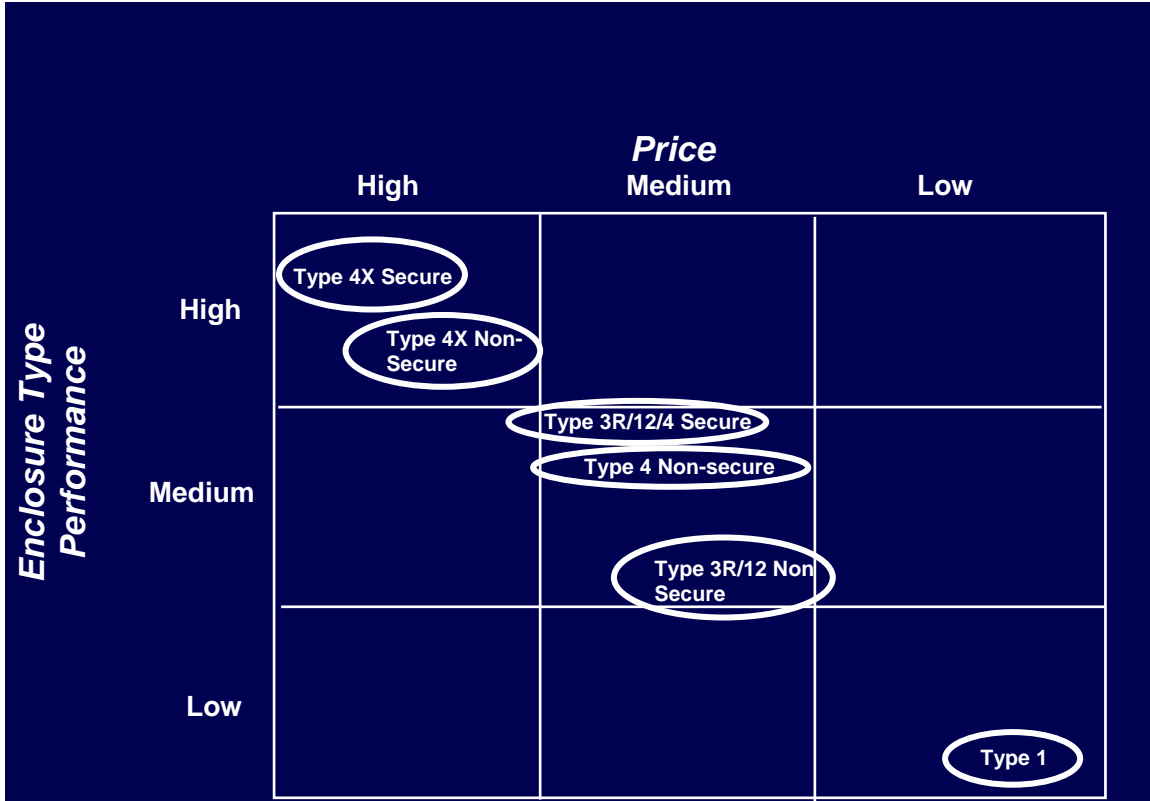 Price
High Medium Low
Type 4X Secure
High
Type 4X Non-
Secure
Enclosure Type
Performance
Type 3R/12/4 Secure
Type 4 Non-secure
Medium
Type 3R/12 Non
Secure
Low
Type 1